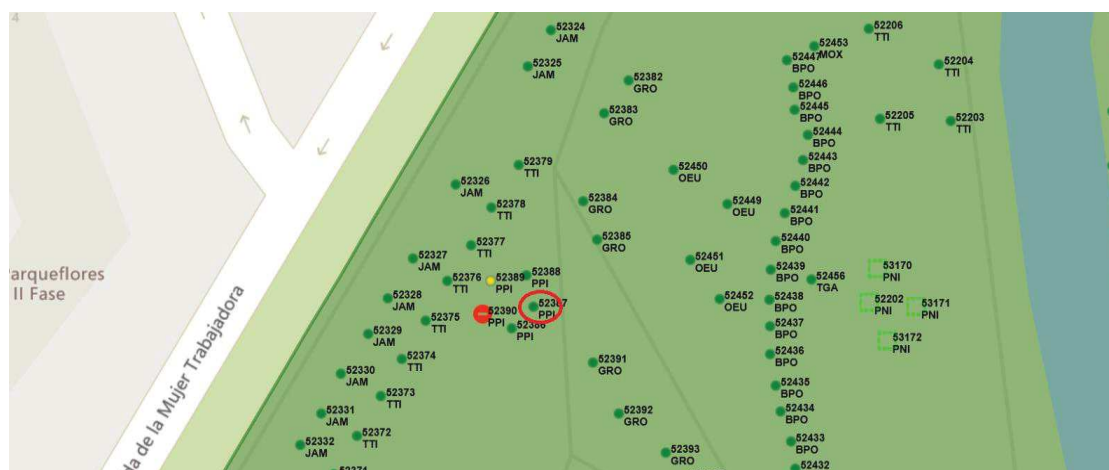 4
52324
JAM
52325
JAM
52382
GRO
52383
GRO
52206
TTI
52453
MOX
52447
BPO
52204
TTI
52446
BPO
52445
BPO
52205
TTI
52203
TTI
52444
BPO
52443
BPO
52379
TTI
52450
OEU
52326
JAM
52442
BPO
52378
TTI
52384
GRO
52449
OEU
52441
BPO
52377
TTI
52385
GRO
52440
BPO
52327
JAM
52451
OEU
52376
TTI
52389
PPI
52388
PPI
52439
BPO
52456
TGA
53170
PNI
Parqueflores
II Fase
52328
JAM
52387
PPI
52452
OEU
52438
BPO
52202
PNI
53171
PNI
52390
PPI
52375
TTI
52386
PPI
52437
BPO
52329
JAM
53172
PNI
52374
TTI
52391
GRO
52436
BPO
52330
JAM
52373
TTI
52435
BPO
52331
JAM
52392
GRO
52434
BPO
52372
TTI
52332
JAM
52433
BPO
52393
GRO
52432
52371
da de la Mujer Trabajadora